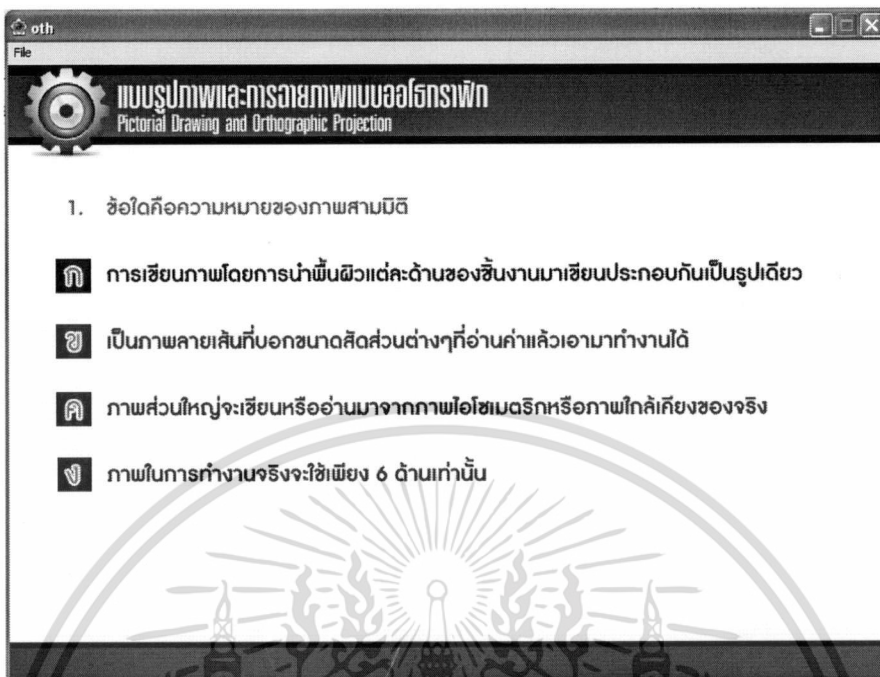 oth
File
แบบรูปภาพและการฉายภาพแบบออโธกราฟิก
Pictorial Drawing and Orthographic Projection
1. ข้อใดคือความหมายของภาพสามมิติ
ก การเขียนภาพโดยการนำพื้นผิวแต่ละด้านของชิ้นงานมาเขียนประกอบกันเป็นรูปเดียว
ข เป็นภาพลายเส้นที่บอกขนาดสัดส่วนต่างๆที่อ่านค่าแล้วเอามาทำงานได้
ค ภาพส่วนใหญ่จะเขียนหรืออ่านมาจากภาพไอโซเมตริกหรือภาพใกล้เคียงของจริง
ง ภาพในการทำงานจริงจะใช้เพียง 6 ด้านเท่านั้น